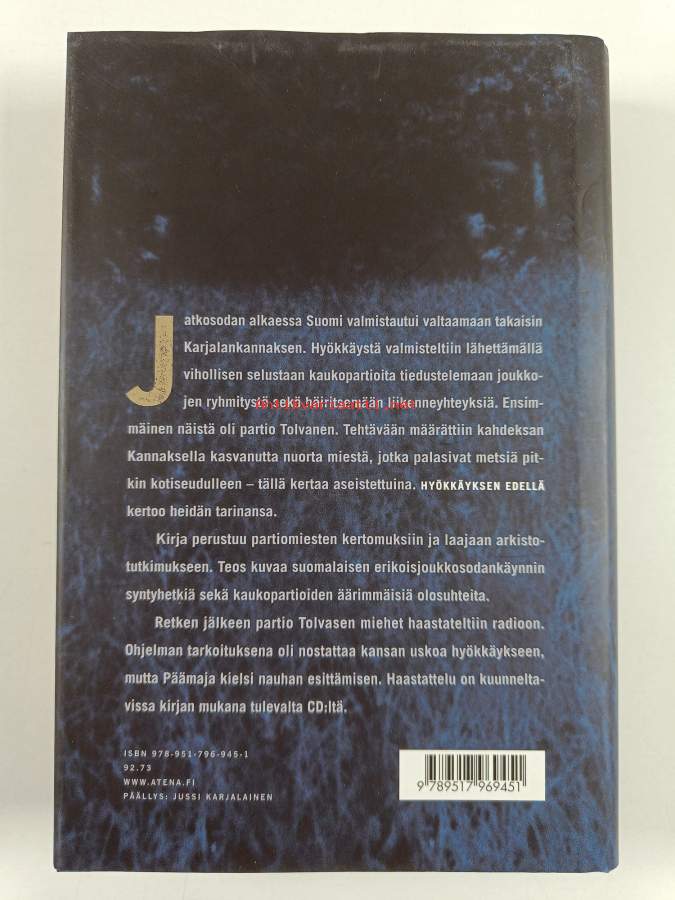 Jatkosodan alkaessa Suomi valmistautui valtaamaan takaisin
Karjalankannaksen. Hyökkäystä valmisteltiin lähettämällä
vihollisen selustaan kaukopartioita tiedustelemaan joukko-
jen ryhmitystä sekä häiritsemään liikenneyhteyksiä. Ensim-
mäinen näistä oli partio Tolvanen. Tehtävään määrättiin kahdeksan
Kannaksella kasvanutta nuorta miestä, jotka palasivat metsiä pit-
kin kotiseudulleen – tällä kertaa aseistettuina. HYÖKKÄYKSEN EDELLÄ
kertoo heidän tarinansa.
Kirja perustuu partiomiesten kertomuksiin ja laajaan arkisto-
tutkimukseen. Teos kuvaa suomalaisen erikoisjoukkosodankäynnin
syntyhetkiä sekä kaukopartioiden äärimmäisiä olosuhteita.
Retken jälkeen partio Tolvasen miehet haastateltiin radioon.
Ohjelman tarkoituksena oli nostattaa kansan uskoa hyökkäykseen,
mutta Päämaja kielsi nauhan esittämisen. Haastattelu on kuunnelta-
vissa kirjan mukana tulevalta CD:ltä.
ISBN 978-951-796-945-1
92.73
WWW.ATENA.FI
PÄÄLLYS: JUSSI KARJALAINEN
9 789517 969451